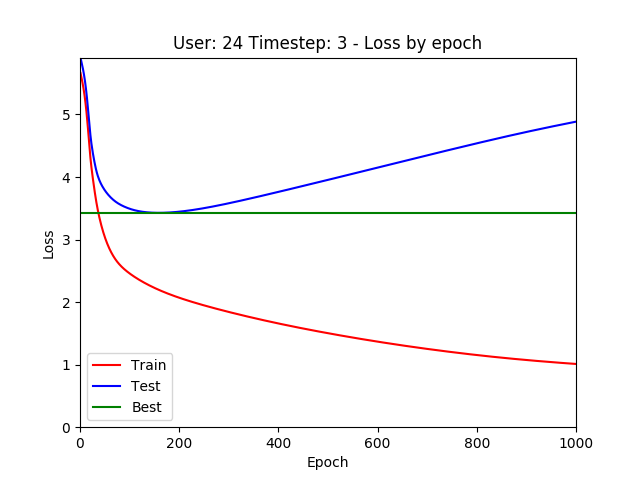 User: 24 Timestep: 3 - Loss by epoch
5
4
3
2
1
0
Loss
Train
Test
Best
0 200 400 600 800 1000
Epoch